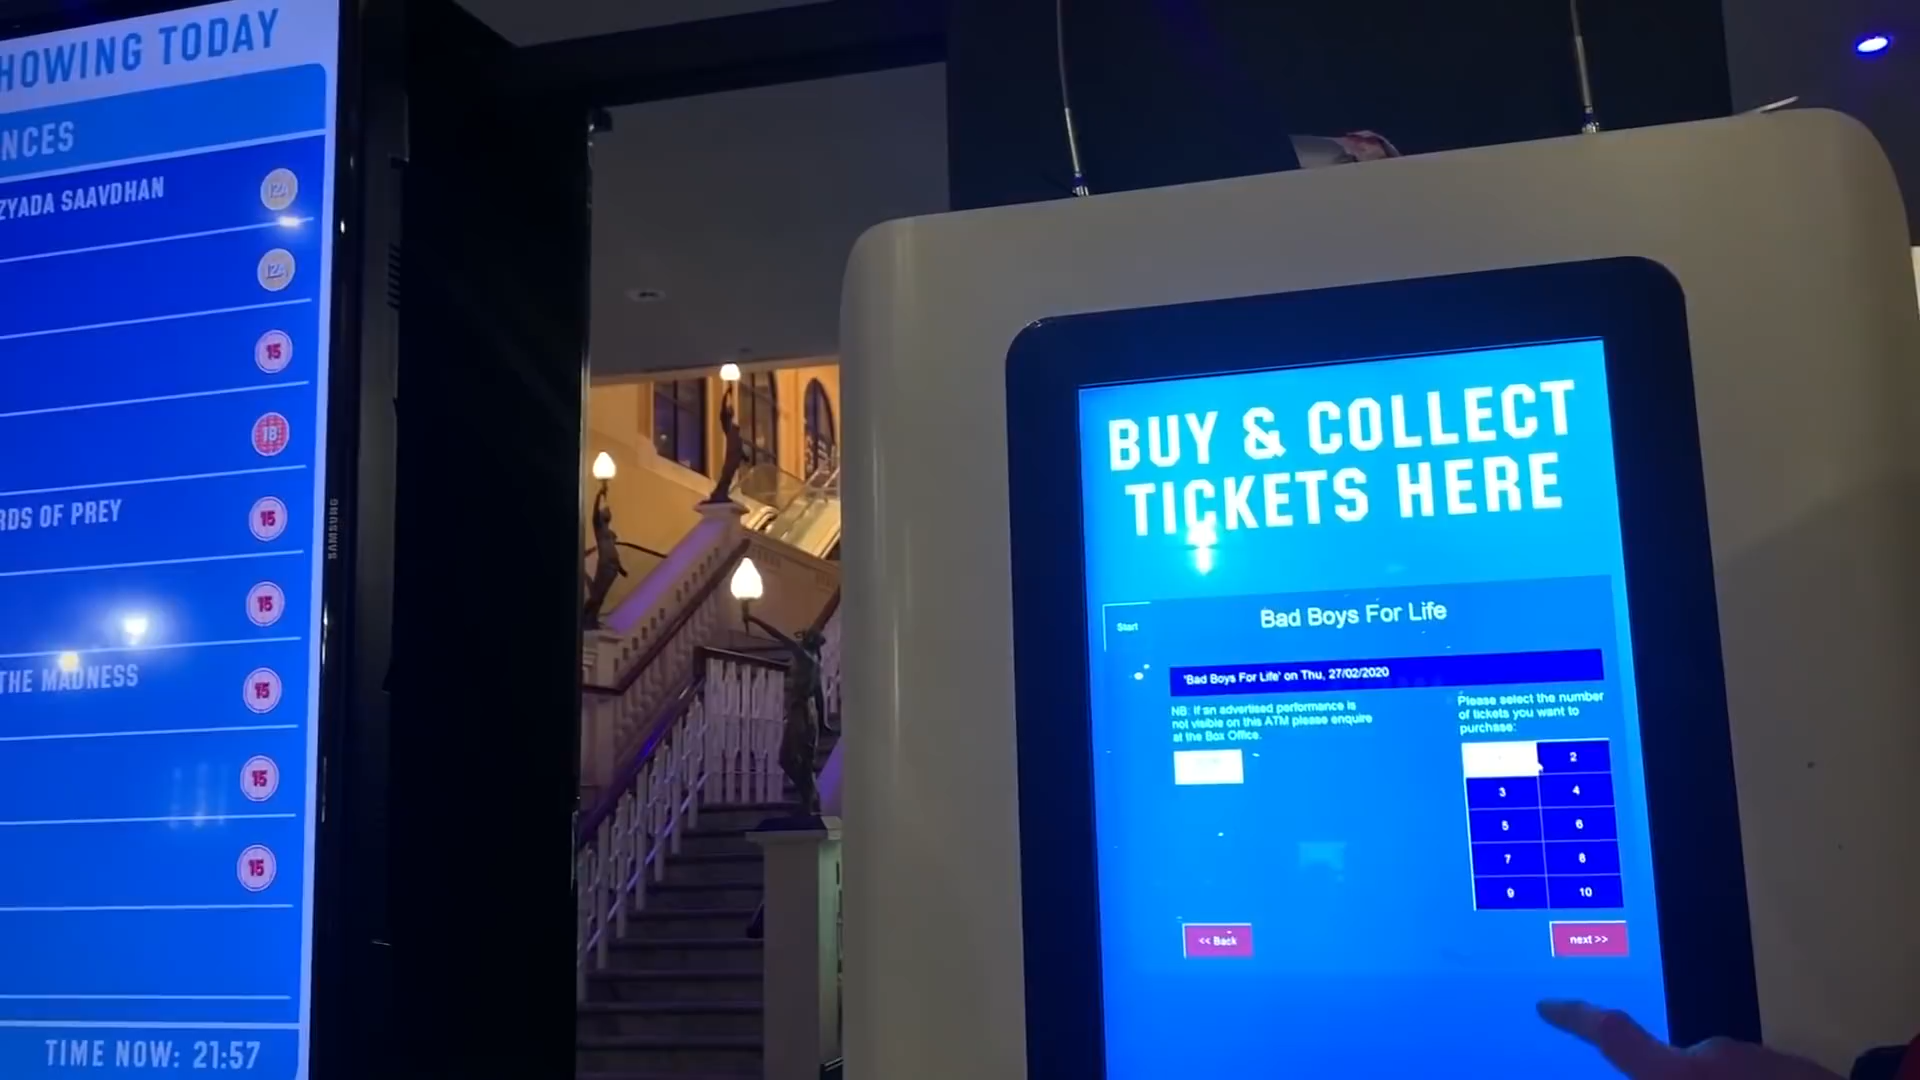 HOWING TODAY
NCES
ZYADA SAAVDHAN
12A
12A
15
18
RDS OF PREY
15
15
THE MADNESS
15
15
15
TIME NOW: 21:57
SAMSUNG
BUY & COLLECT
TICKETS HERE
Start
Bad Boys For Life
'Bad Boys For Life' on Thu, 27/02/2020
NB: If an advertised performance is
not visible on this ATM please enquire
at the Box Office.
Please select the number
of tickets you want to
purchase:
2
3 4
5 6
7 8
9 10
<< Back
next >>